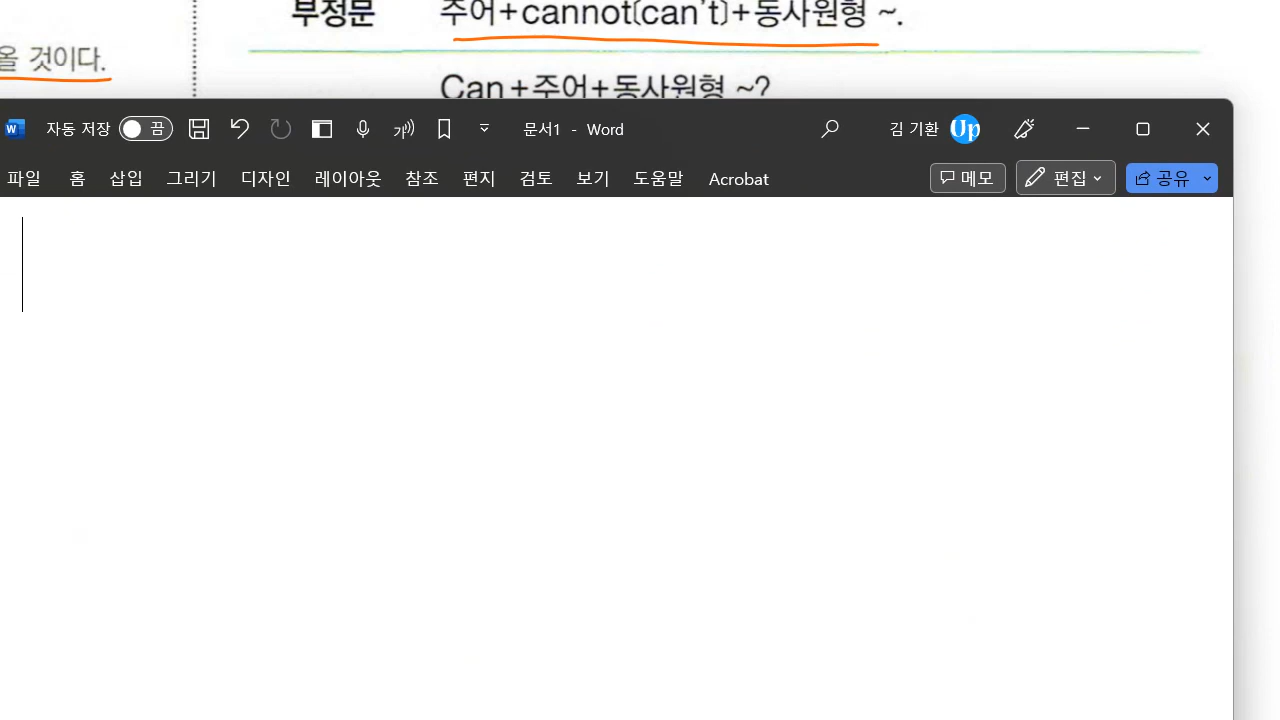 부정문 주어+cannot(can't)+동사원형 ~.
올 것이다.
Can+주어+동사원형 ~?
자동 저장 끔 가 문서1 - Word 김 기환 Up
파일 홈 삽입 그리기 디자인 레이아웃 참조 편지 검토 보기 도움말 Acrobat 메모 편집 공유